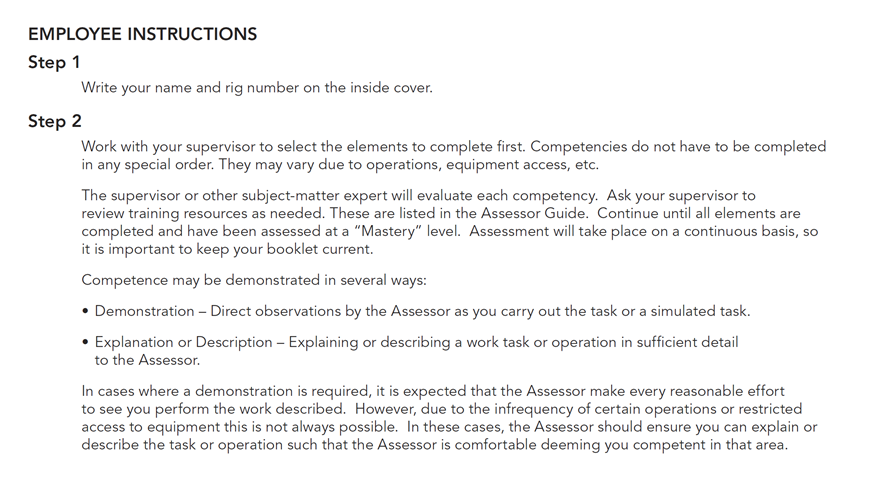 EMPLOYEE INSTRUCTIONS
Step 1
Write your name and rig number on the inside cover.
Step 2
Work with your supervisor to select the elements to complete first. Competencies do not have to be completed
in any special order. They may vary due to operations, equipment access, etc.
The supervisor or other subject-matter expert will evaluate each competency.  Ask your supervisor to
review training resources as needed. These are listed in the Assessor Guide.  Continue until all elements are
completed and have been assessed at a “Mastery” level.  Assessment will take place on a continuous basis, so
it is important to keep your booklet current.
Competence may be demonstrated in several ways:
• Demonstration – Direct observations by the Assessor as you carry out the task or a simulated task.
• Explanation or Description – Explaining or describing a work task or operation in sufficient detail
to the Assessor.
In cases where a demonstration is required, it is expected that the Assessor make every reasonable effort
to see you perform the work described.  However, due to the infrequency of certain operations or restricted
access to equipment this is not always possible.  In these cases, the Assessor should ensure you can explain or
describe the task or operation such that the Assessor is comfortable deeming you competent in that area.